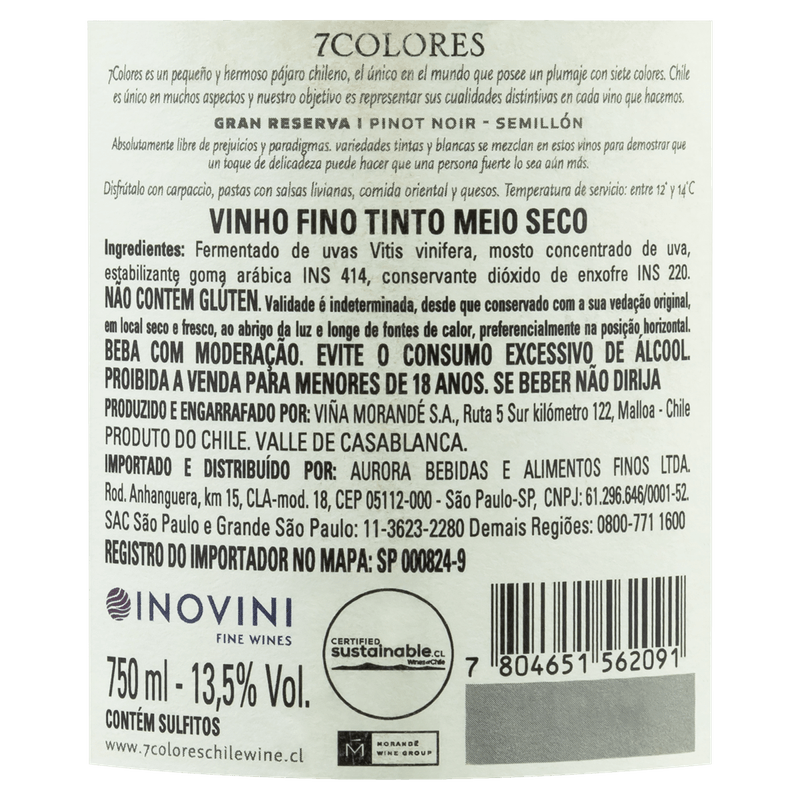 7COLORES
7Colores es un pequeño y hermoso pájaro chileno, el único en el mundo que posee un plumaje con siete colores. Chile
es único en muchos aspectos y nuestro objetivo es representar sus cualidades distintivas en cada vino que hacemos.
GRAN RESERVA | PINOT NOIR - SEMILLÓN
Absolutamente libre de prejuicios y paradigmas. variedades tintas y blancas se mezclan en estos vinos para demostrar que
un toque de delicadeza puede hacer que una persona fuerte lo sea aún más.
Disfrútalo con carpaccio, pastas con salsas livianas, comida oriental y quesos. Temperatura de servicio: entre 12° y 14°C
VINHO FINO TINTO MEIO SECO
Ingredientes: Fermentado de uvas Vitis vinifera, mosto concentrado de uva,
estabilizante goma arábica INS 414, conservante dióxido de enxofre INS 220.
NÃO CONTÉM GLÚTEN. Validade é indeterminada, desde que conservado com a sua vedação original,
em local seco e fresco, ao abrigo da luz e longe de fontes de calor, preferencialmente na posição horizontal.
BEBA COM MODERAÇÃO. EVITE O CONSUMO EXCESSIVO DE ÁLCOOL.
PROIBIDA A VENDA PARA MENORES DE 18 ANOS. SE BEBER NÃO DIRIJA
PRODUZIDO E ENGARRAFADO POR: VIÑA MORANDÉ S.A., Ruta 5 Sur kilómetro 122, Malloa - Chile
PRODUTO DO CHILE. VALLE DE CASABLANCA.
IMPORTADO E DISTRIBUÍDO POR: AURORA BEBIDAS E ALIMENTOS FINOS LTDA.
Rod. Anhanguera, km 15, CLA-mod. 18, CEP 05112-000 - São Paulo-SP, CNPJ: 61.296.646/0001-52.
SAC São Paulo e Grande São Paulo: 11-3623-2280 Demais Regiões: 0800-771 1600
REGISTRO DO IMPORTADOR NO MAPA: SP 000824-9
INOVINI
FINE WINES
CERTIFIED
sustainable.CL
Wines of Chile
7 804651 562091
750 ml - 13,5% Vol.
CONTÉM SULFITOS
www.7coloreschilewine.cl
M
MORANDÉ
WINE GROUP